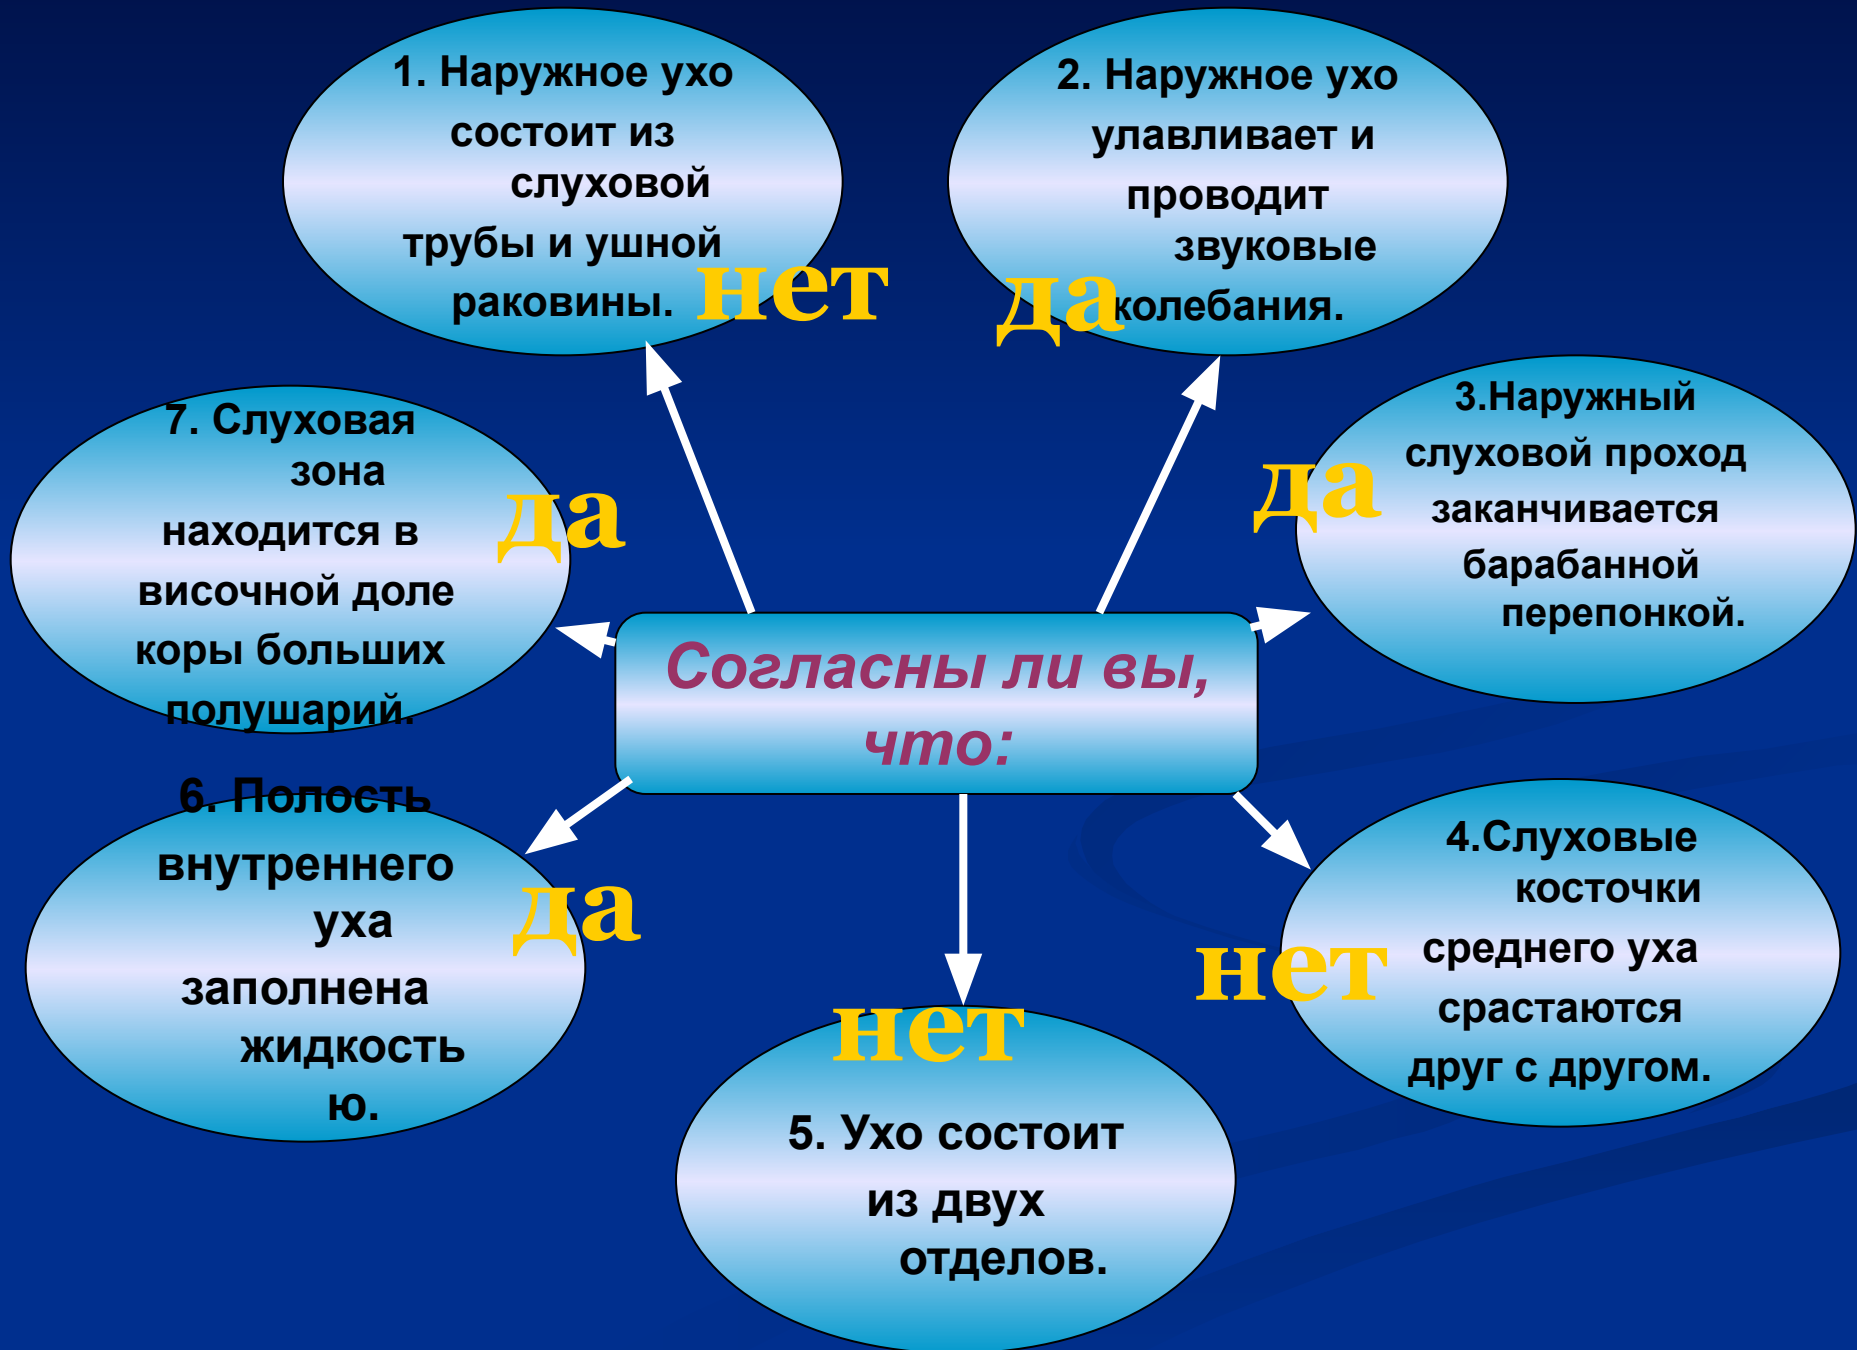 1. Наружное ухо
состоит из
слуховой
трубы и ушной
раковины.
нет
2. Наружное ухо
улавливает и
проводит
звуковые
колебания.
да
3.Наружный
слуховой проход
заканчивается
барабанной
перепонкой.
да
7. Слуховая
зона
находится в
височной доле
коры больших
полушарий.
да
Согласны ли вы,
что:
6. Полость
внутреннего
уха
заполнена
жидкость
ю.
да
4.Слуховые
косточки
среднего уха
срастаются
друг с другом.
нет
нет
5. Ухо состоит
из двух
отделов.